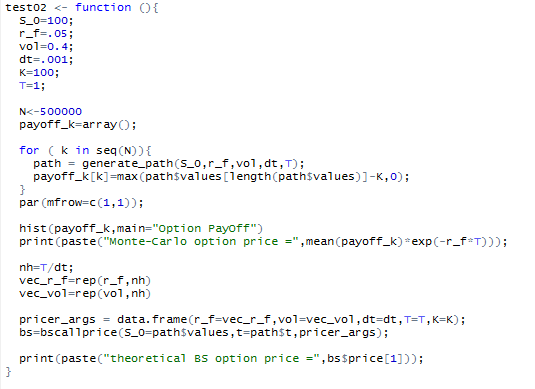 test02 <- function (){
S_0=100;
r_f=.05;
vol=0.4;
dt=.001;
K=100;
T=1;
N<-500000
payoff_k=array();
for ( k in seq(N)){
path = generate_path(S_0,r_f,vol,dt,T);
payoff_k[k]=max(path$values[length(path$values)]-K,0);
}
par(mfrow=c(1,1));
hist(payoff_k,main="Option PayOff")
print(paste("Monte-Carlo option price =",mean(payoff_k)*exp(-r_f*T)));
nh=T/dt;
vec_r_f=rep(r_f,nh)
vec_vol=rep(vol,nh)
pricer_args = data.frame(r_f=vec_r_f,vol=vec_vol,dt=dt,T=T,K=K);
bs=bscallprice(S_0=path$values,t=path$t,pricer_args);
print(paste("theoretical BS option price =",bs$price[1]));
}